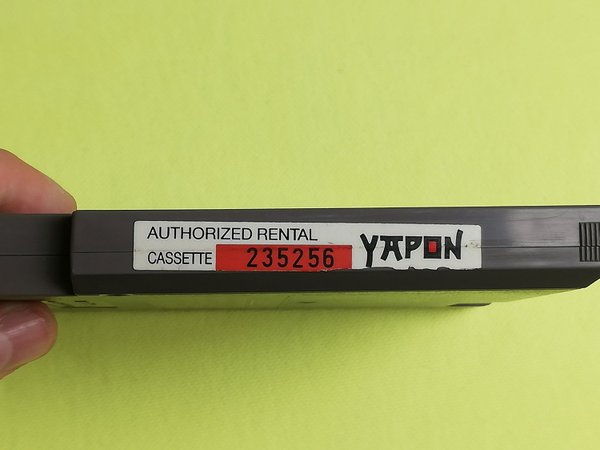 AUTHORIZED RENTAL
CASSETTE 235256
YAPON